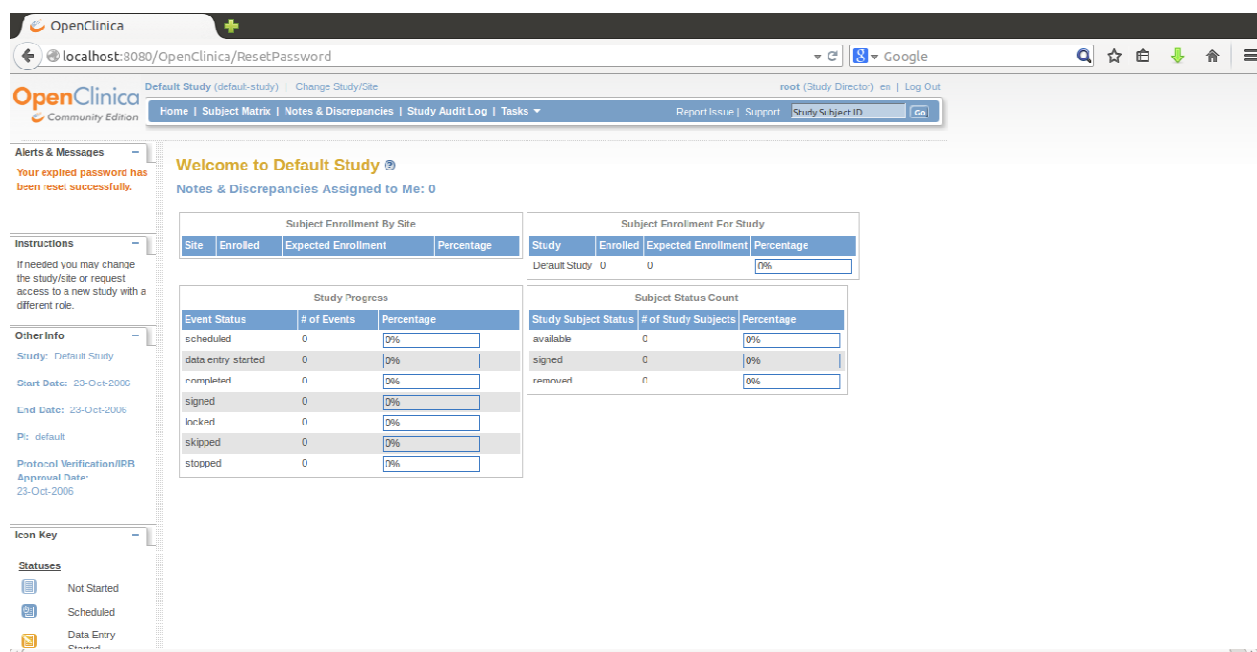 OpenClinica
localhost:8080/OpenClinica/ResetPassword
Google
OpenClinica
Community Edition
Default Study (default-study) | Change Study/Site
root (Study Director) en | Log Out
Home | Subject Matrix | Notes & Discrepancies | Study Audit Log | Tasks
Report Issue | Support
Study Subject ID
Go
Alerts & Messages
Your expired password has
been reset successfully.
Instructions
If needed you may change
the study/site or request
access to a new study with a
different role.
Other Info
Study: Default Study
Start Date: 23-Oct-2006
End Date: 23-Oct-2006
PI: default
Protocol Verification/IRB
Approval Date:
23-Oct-2006
Icon Key
Statuses
Not Started
Scheduled
Data Entry
Started
Welcome to Default Study
Notes & Discrepancies Assigned to Me: 0
Subject Enrollment By Site
Site Enrolled Expected Enrollment Percentage
Subject Enrollment For Study
Study Enrolled Expected Enrollment Percentage
Default Study 0 0 0%
Study Progress
Event Status # of Events Percentage
scheduled 0 0%
data entry started 0 0%
completed 0 0%
signed 0 0%
locked 0 0%
skipped 0 0%
stopped 0 0%
Subject Status Count
Study Subject Status # of Study Subjects Percentage
available 0 0%
signed 0 0%
removed 0 0%